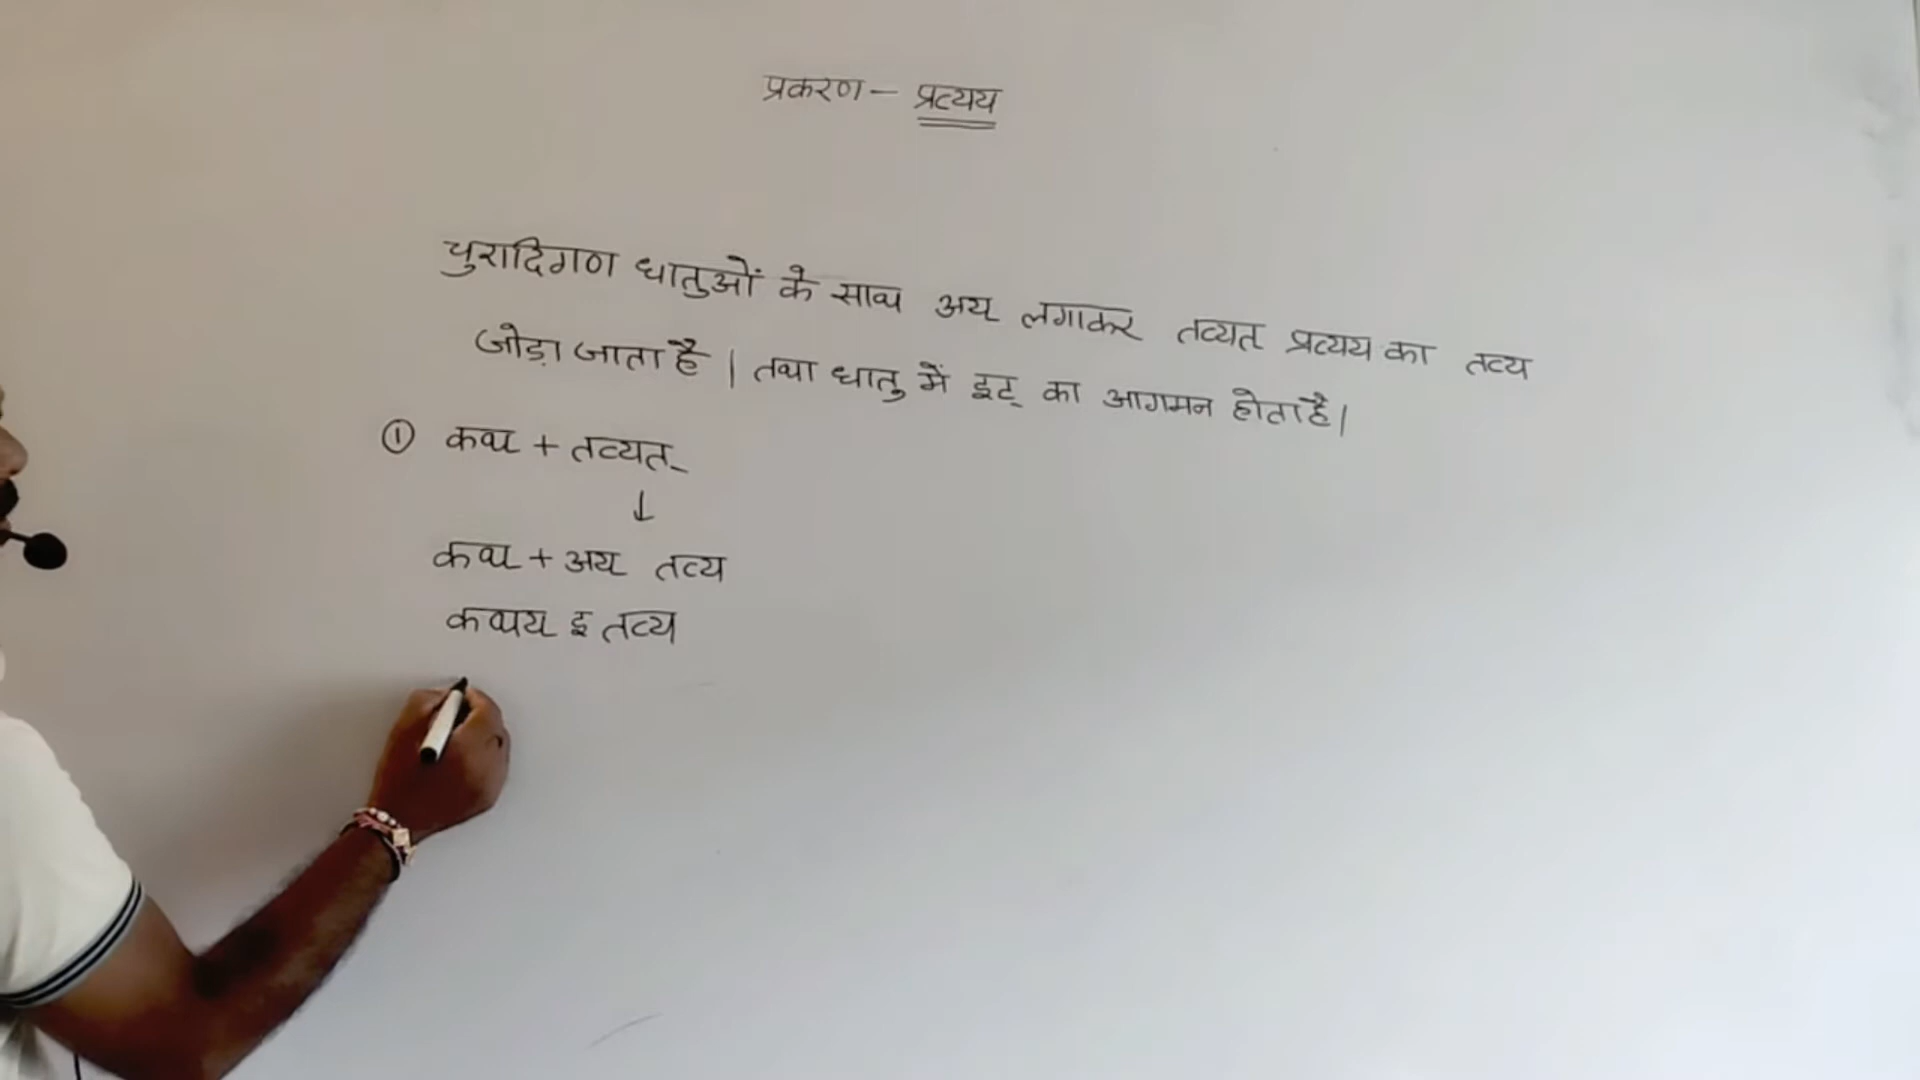 प्रकरण — प्रत्यय
चुरादिगण धातुओं के साथ अय् लगाकर तव्यत् प्रत्यय का तव्य
जोड़ा जाता है | तथा धातु में इट् का आगमन होता है |
① कथ् + तव्यत्
↓
कथ् + अय् तव्य
कथय् इ तव्य